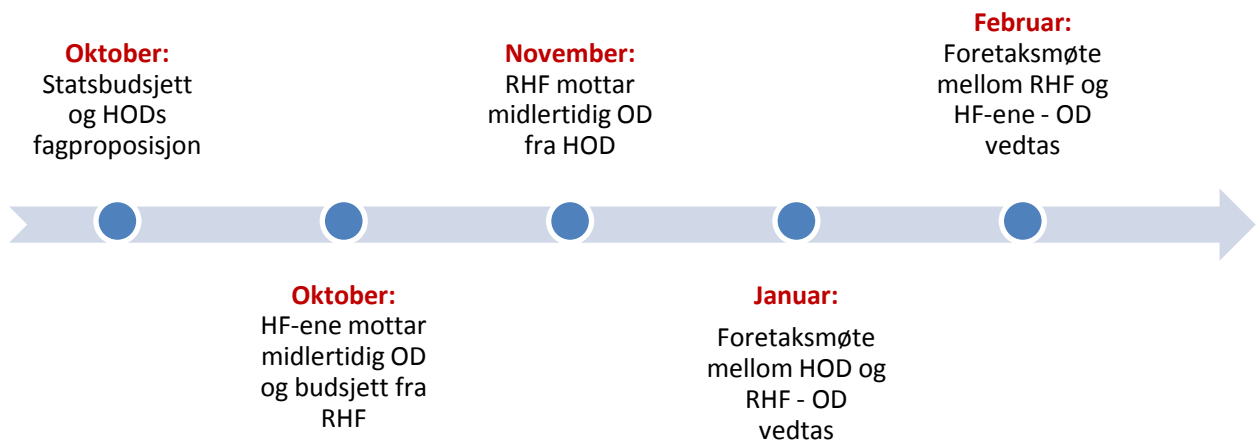 Oktober:
Statsbudsjett
og HODs
fagproposisjon
Oktober:
HF-ene mottar
midlertidig OD
og budsjett fra
RHF
November:
RHF mottar
midlertidig OD
fra HOD
Januar:
Foretaksmøte
mellom HOD og
RHF - OD
vedtas
Februar:
Foretaksmøte
mellom RHF og
HF-ene - OD
vedtas